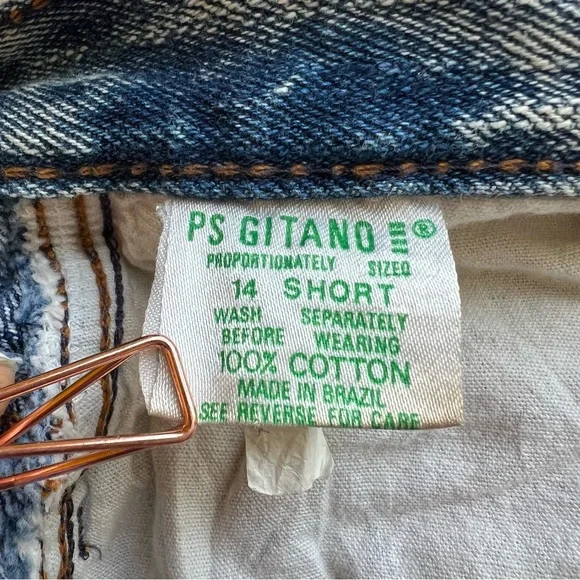 PS GITANO ®
PROPORTIONATELY SIZED
14 SHORT
WASH SEPARATELY
BEFORE WEARING
100% COTTON
MADE IN BRAZIL
SEE REVERSE FOR CARE